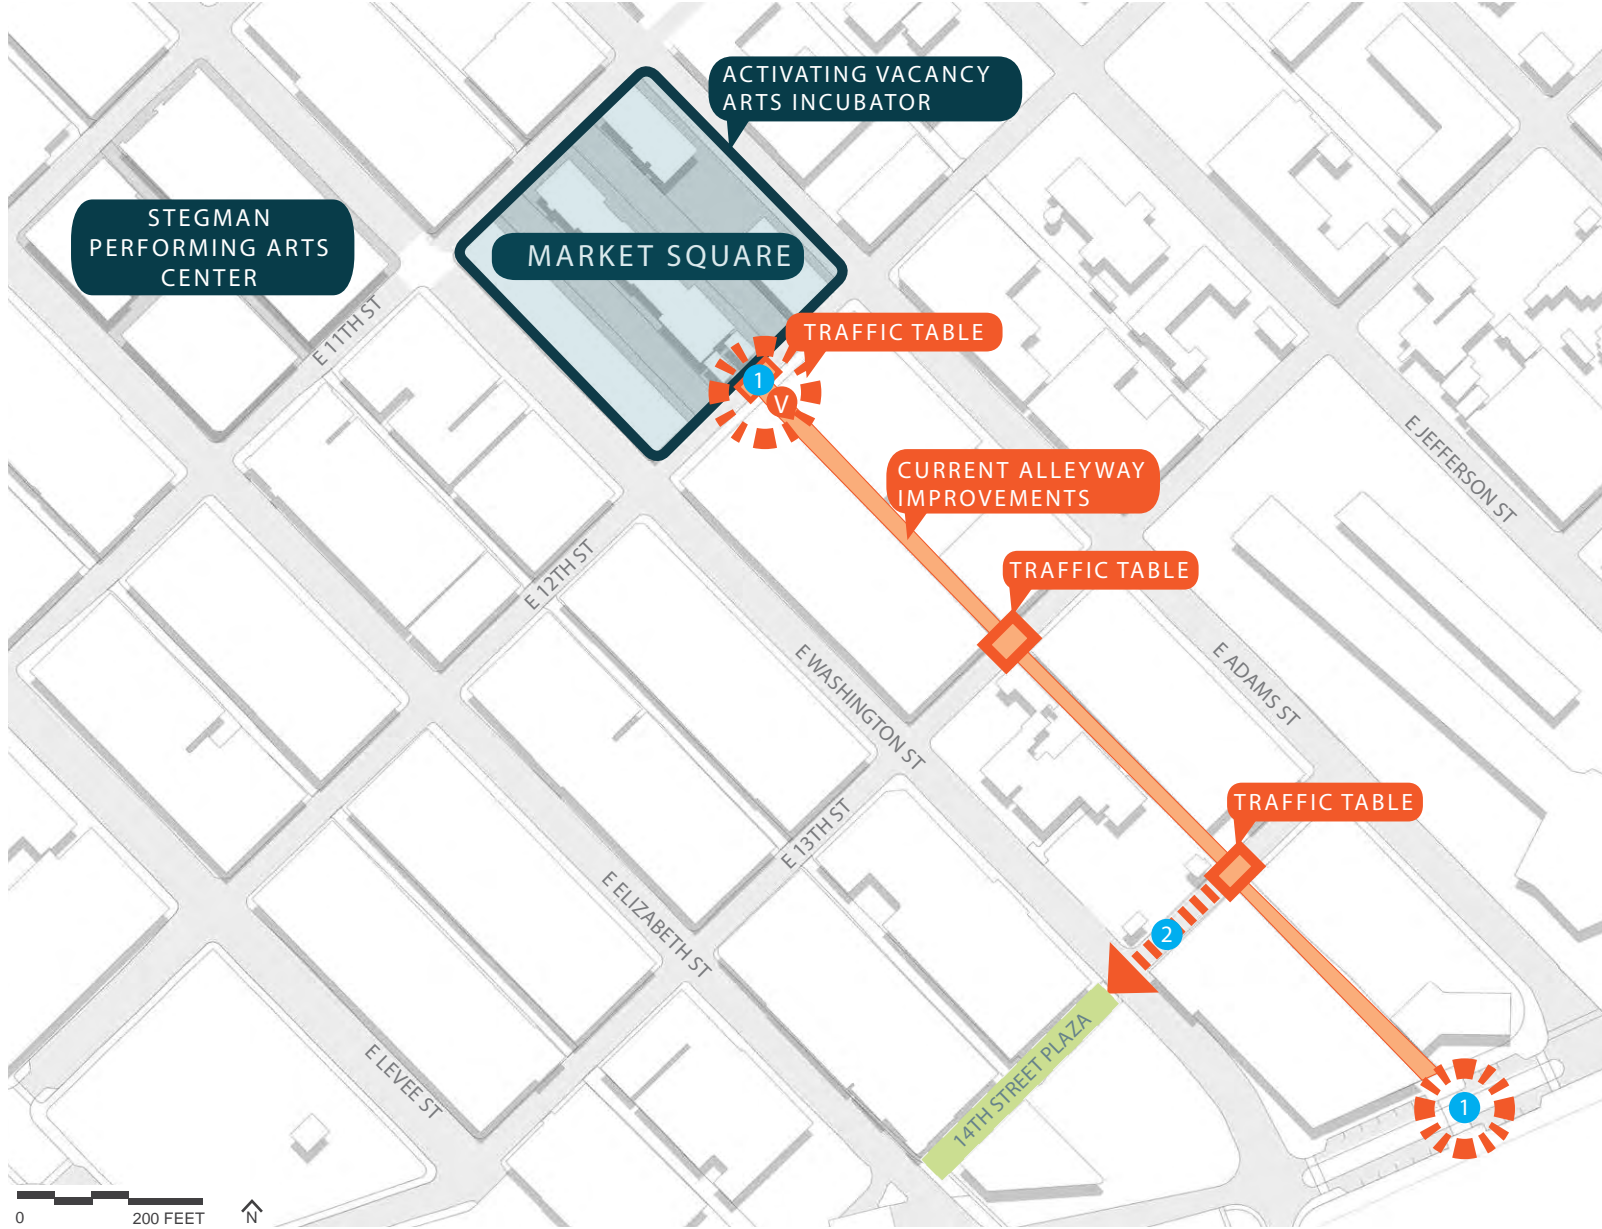 ACTIVATING VACANCY
ARTS INCUBATOR
STEGMAN
PERFORMING ARTS
CENTER
MARKET SQUARE
E 11TH ST
TRAFFIC TABLE
1
V
CURRENT ALLEYWAY
IMPROVEMENTS
E JEFFERSON ST
E 12TH ST
TRAFFIC TABLE
E WASHINGTON ST
E ADAMS ST
TRAFFIC TABLE
E 13TH ST
E ELIZABETH ST
2
14TH STREET PLAZA
E LEVEE ST
1
0
200 FEET
N